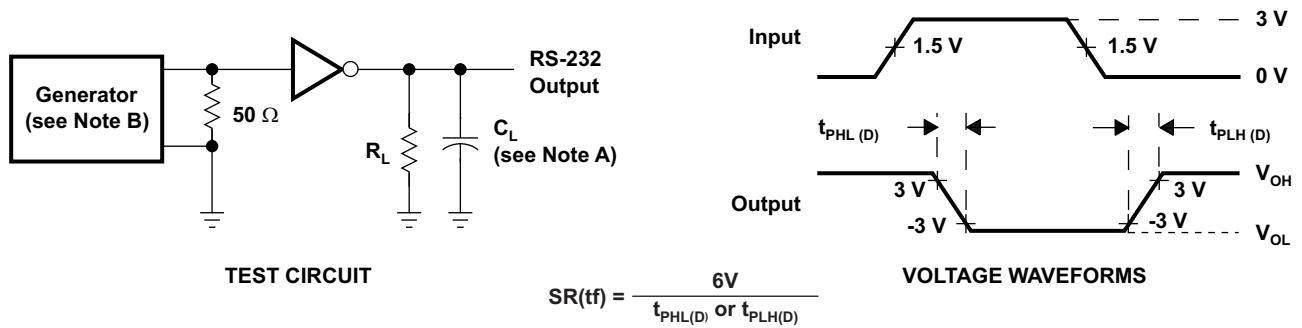 Generator
(see Note B)
50 Ω
R_L
C_L
(see Note A)
RS-232
Output
TEST CIRCUIT
Input
1.5 V
1.5 V
3 V
0 V
t_PHL (D)
t_PLH (D)
Output
3 V
-3 V
3 V
-3 V
V_OH
V_OL
VOLTAGE WAVEFORMS
SR(tf) = 6V / t_PHL(D) or t_PLH(D)